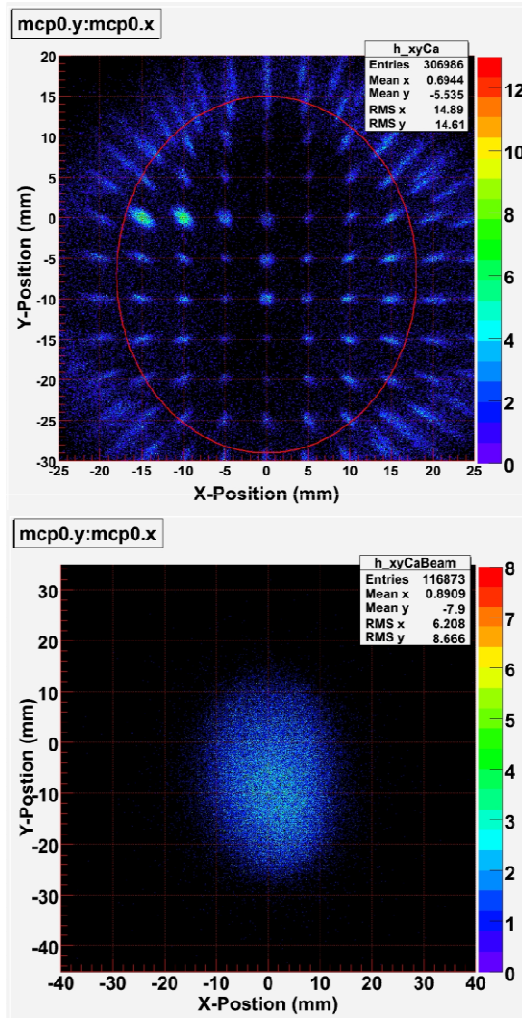 mcp0.y:mcp0.x
h_xyCa
Entries 306986
Mean x 0.6944
Mean y -5.535
RMS x 14.89
RMS y 14.61
20
15
10
5
0
-5
-10
-15
-20
-25
-30
Y-Position (mm)
-25 -20 -15 -10 -5 0 5 10 15 20 25
X-Position (mm)
12
10
8
6
4
2
0
mcp0.y:mcp0.x
h_xyCaBeam
Entries 116873
Mean x 0.8909
Mean y -7.9
RMS x 6.208
RMS y 8.666
30
20
10
0
-10
-20
-30
-40
Y-Postion (mm)
-40 -30 -20 -10 0 10 20 30 40
X-Postion (mm)
8
7
6
5
4
3
2
1
0